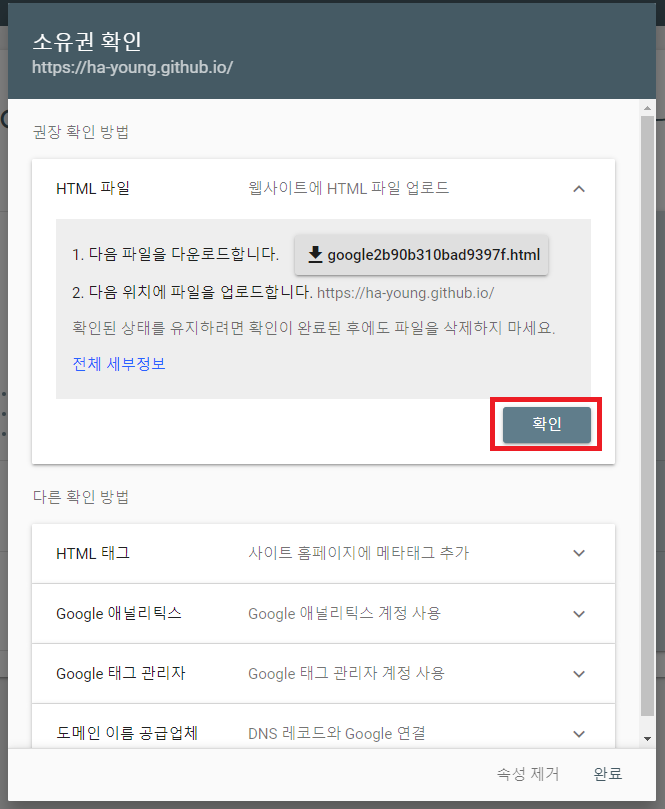 소유권 확인
https://ha-young.github.io/
권장 확인 방법
HTML 파일 웹사이트에 HTML 파일 업로드
1. 다음 파일을 다운로드합니다. google2b90b310bad9397f.html
2. 다음 위치에 파일을 업로드합니다. https://ha-young.github.io/
확인된 상태를 유지하려면 확인이 완료된 후에도 파일을 삭제하지 마세요.
전체 세부정보
확인
다른 확인 방법
HTML 태그 사이트 홈페이지에 메타태그 추가
Google 애널리틱스 Google 애널리틱스 계정 사용
Google 태그 관리자 Google 태그 관리자 계정 사용
도메인 이름 공급업체 DNS 레코드와 Google 연결
속성 제거 완료